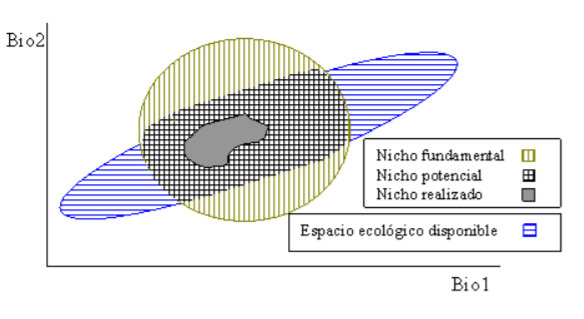 Bio2
Nicho fundamental
Nicho potencial
Nicho realizado
Espacio ecológico disponible
Bio1